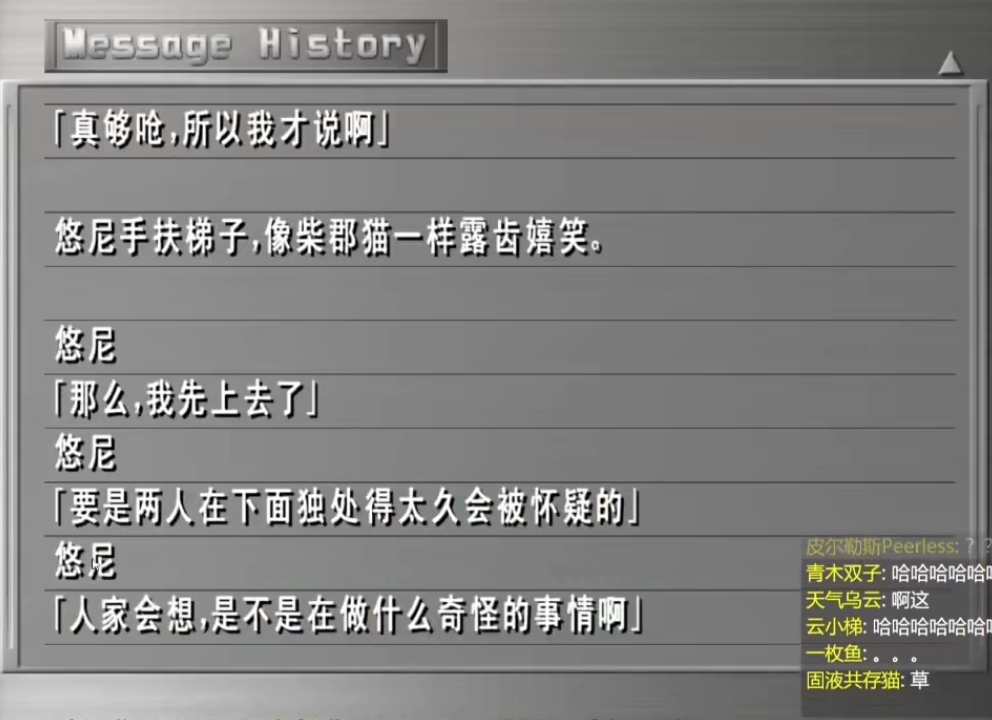 Message History
「真够呛,所以我才说啊」
悠尼手扶梯子,像柴郡猫一样露齿嬉笑。
悠尼
「那么,我先上去了」
悠尼
「要是两人在下面独处得太久会被怀疑的」
悠尼
「人家会想,是不是在做什么奇怪的事情啊」
皮尔勒斯Peerless: ? ?
青木双子: 哈哈哈哈哈
天气乌云: 啊这
云小梯: 哈哈哈哈哈哈
一枚鱼: 。。。
固液共存猫: 草